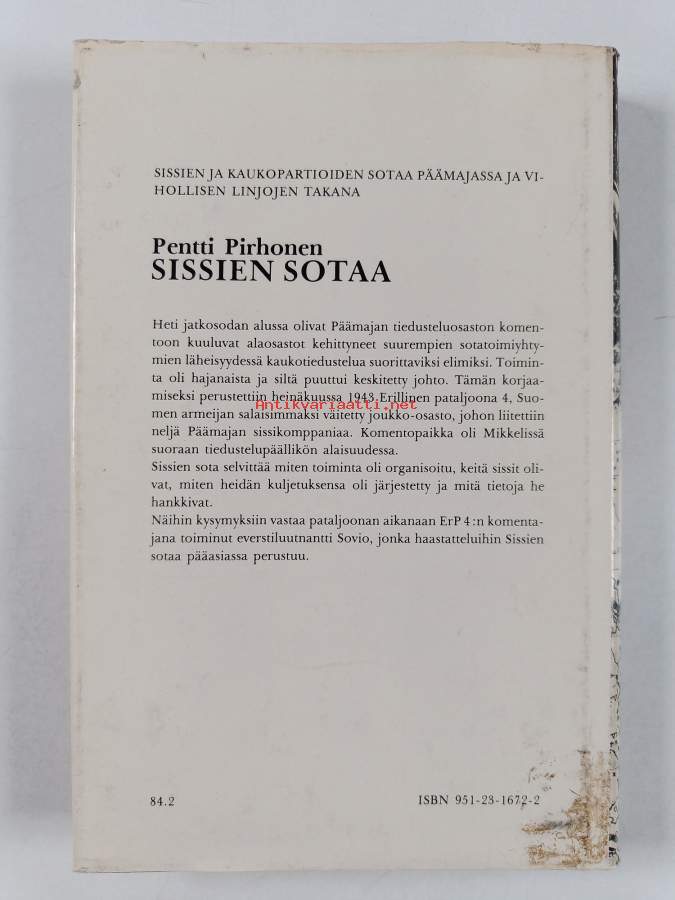 SISSIEN JA KAUKOPARTIOIDEN SOTAA PÄÄMAJASSA JA VI-
HOLLISEN LINJOJEN TAKANA
Pentti Pirhonen
SISSIEN SOTAA
Heti jatkosodan alussa olivat Päämajan tiedusteluosaston komen-
toon kuuluvat alaosastot kehittyneet suurempien sotatoimiyhty-
mien läheisyydessä kaukotiedustelua suorittaviksi elimiksi. Toimin-
ta oli hajanaista ja siltä puuttui keskitetty johto. Tämän korjaa-
miseksi perustettiin heinäkuussa 1943 Erillinen pataljoona 4, Suo-
Antikvariaatti.net
men armeijan salaisimmaksi väitetty joukko-osasto, johon liitettiin
neljä Päämajan sissikomppaniaa. Komentopaikka oli Mikkelissä
suoraan tiedustelupäällikön alaisuudessa.
Sissien sota selvittää miten toiminta oli organisoitu, keitä sissit oli-
vat, miten heidän kuljetuksensa oli järjestetty ja mitä tietoja he
hankkivat.
Näihin kysymyksiin vastaa pataljoonan aikanaan ErP 4:n komenta-
jana toiminut everstiluutnantti Sovio, jonka haastatteluihin Sissien
sotaa pääasiassa perustuu.
84.2
ISBN 951-23-1672-2